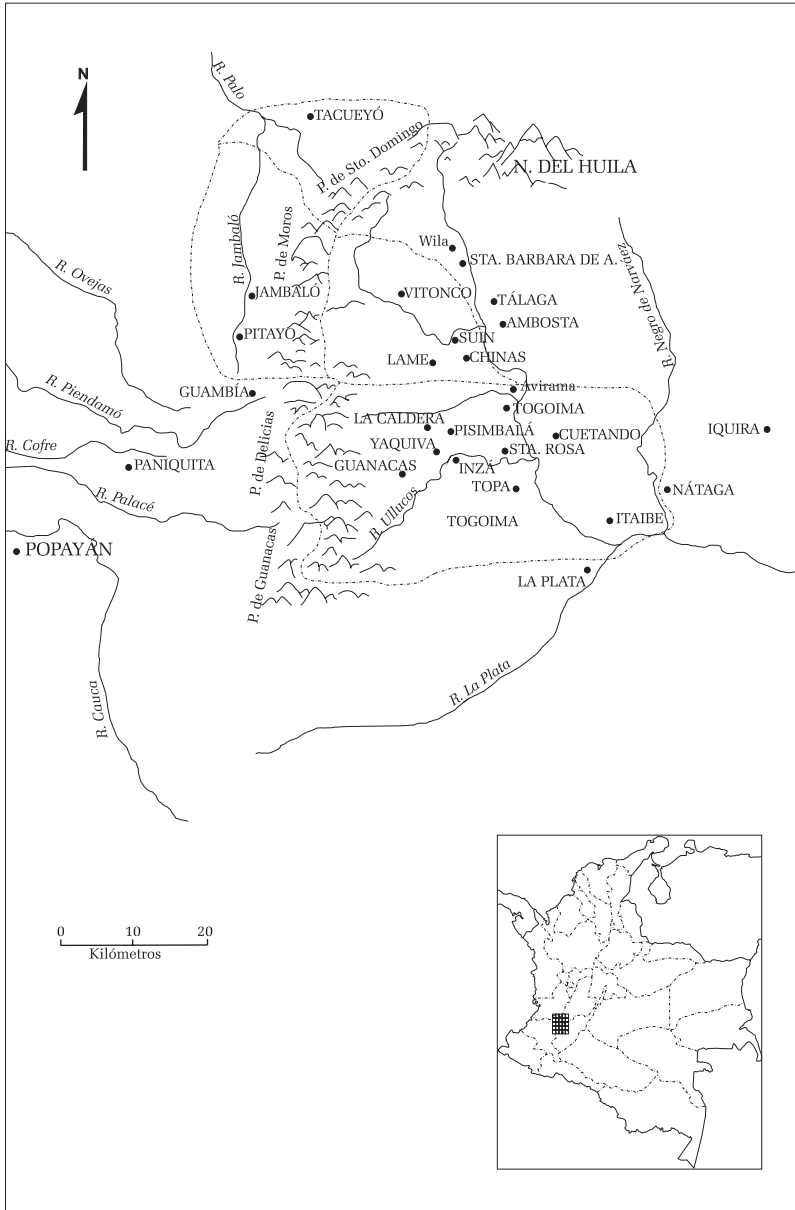 N
R. Palo
TACUEYÓ
P. de Sto. Domingo
N. DEL HUILA
R. Jambaló
P. de Moros
Wila
STA. BARBARA DE A.
R. Ovejas
R. Negro de Narváez
JAMBALÓ
VITONCO
TÁLAGA
AMBOSTA
PITAYÓ
SUIN
LAME
CHINAS
R. Piendamó
GUAMBÍA
Avirama
TOGOIMA
LA CALDERA
PISIMBALÁ
CUETANDO
IQUIRA
R. Cofre
P. de Delicias
YAQUIVA
STA. ROSA
PANIQUITA
GUANACAS
INZÁ
TOPA
NÁTAGA
R. Palacé
R. Ullucos
TOGOIMA
ITAIBE
POPAYÁN
P. de Guanacas
LA PLATA
R. Cauca
R. La Plata
0 10 20
Kilómetros